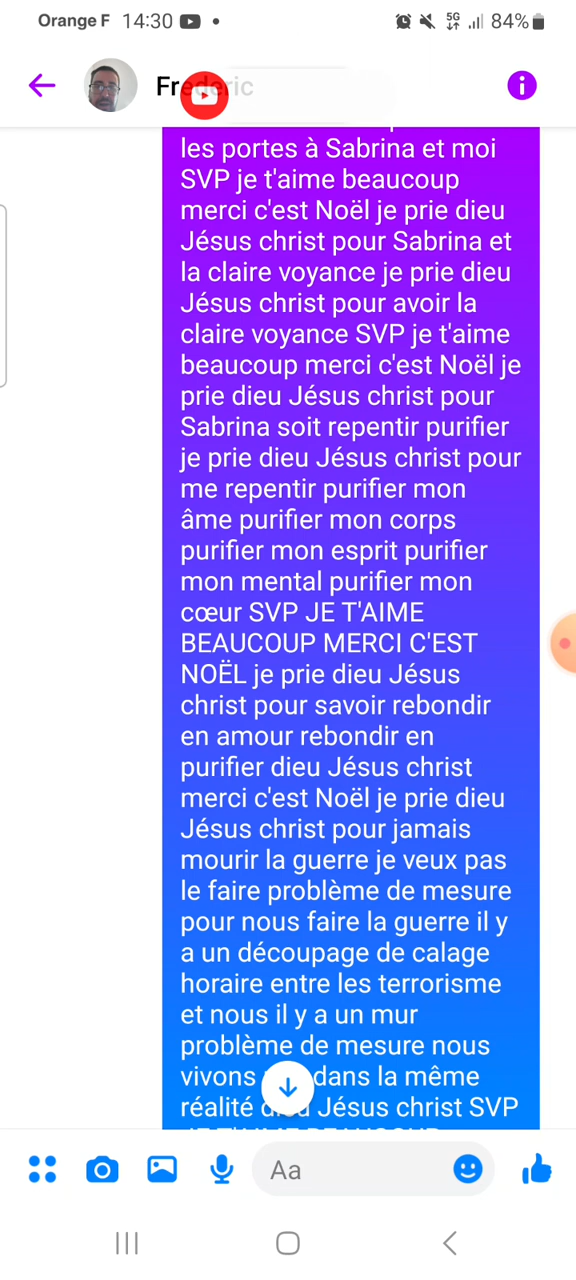 Orange F 14:30 5G 84%
Frederic
les portes à Sabrina et moi
SVP je t'aime beaucoup
merci c'est Noël je prie dieu
Jésus christ pour Sabrina et
la claire voyance je prie dieu
Jésus christ pour avoir la
claire voyance SVP je t'aime
beaucoup merci c'est Noël je
prie dieu Jésus christ pour
Sabrina soit repentir purifier
je prie dieu Jésus christ pour
me repentir purifier mon
âme purifier mon corps
purifier mon esprit purifier
mon mental purifier mon
cœur SVP JE T'AIME
BEAUCOUP MERCI C'EST
NOËL je prie dieu Jésus
christ pour savoir rebondir
en amour rebondir en
purifier dieu Jésus christ
merci c'est Noël je prie dieu
Jésus christ pour jamais
mourir la guerre je veux pas
le faire problème de mesure
pour nous faire la guerre il y
a un découpage de calage
horaire entre les terrorisme
et nous il y a un mur
problème de mesure nous
vivons dans la même
réalité dieu Jésus christ SVP
Aa